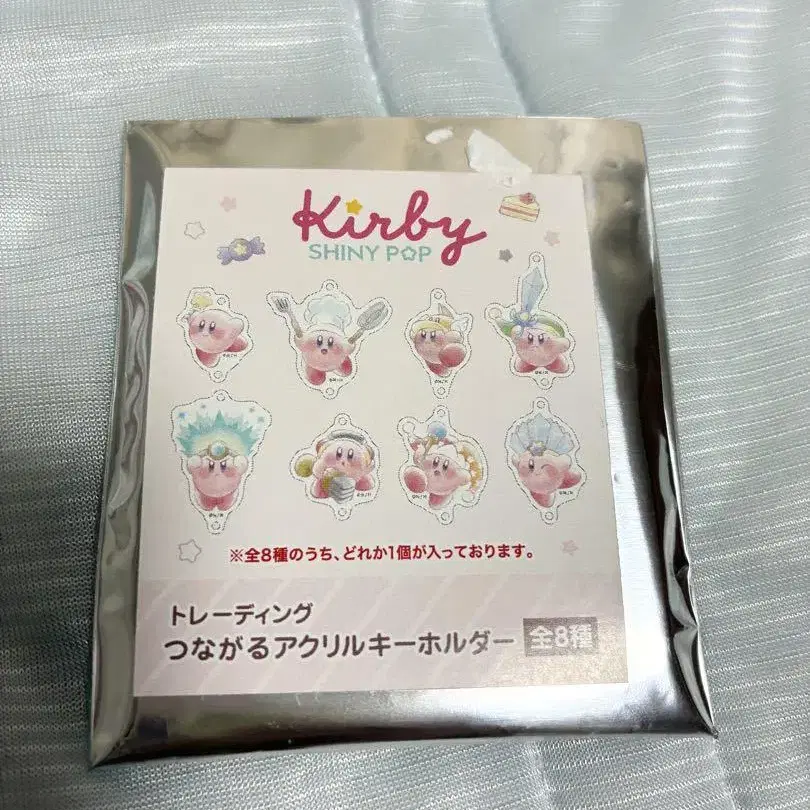 Kirby
SHINY POP
※全8種のうち、どれか1個が入っております。
トレーディング
つながるアクリルキーホルダー 全8種